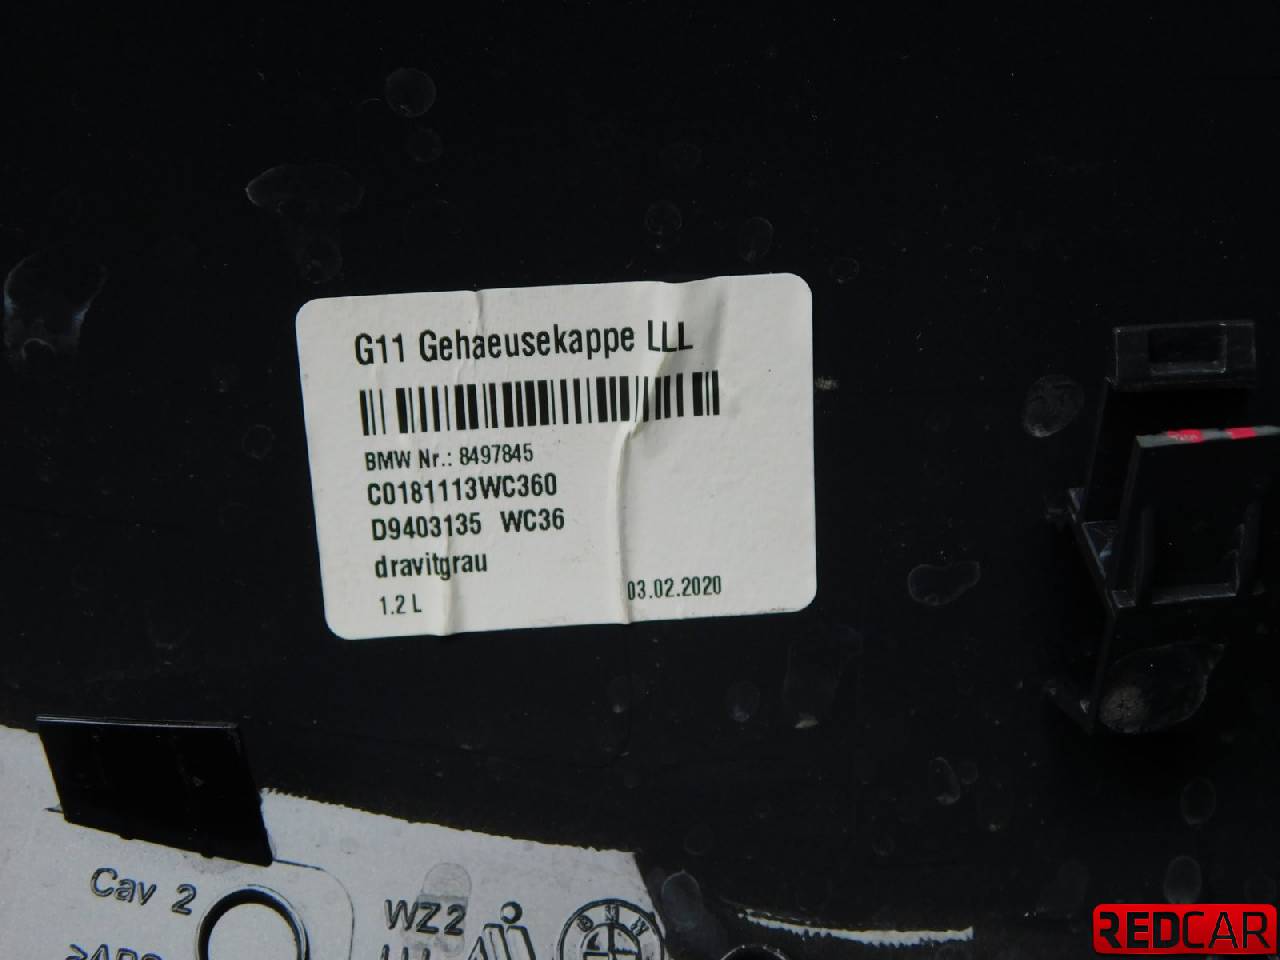 G11 Gehaeusekappe LLL
BMW Nr.: 8497845
C0181113WC360
D9403135 WC36
dravitgrau
1.2 L 03.02.2020
Cav 2
WZ2
BMW
REDCAR